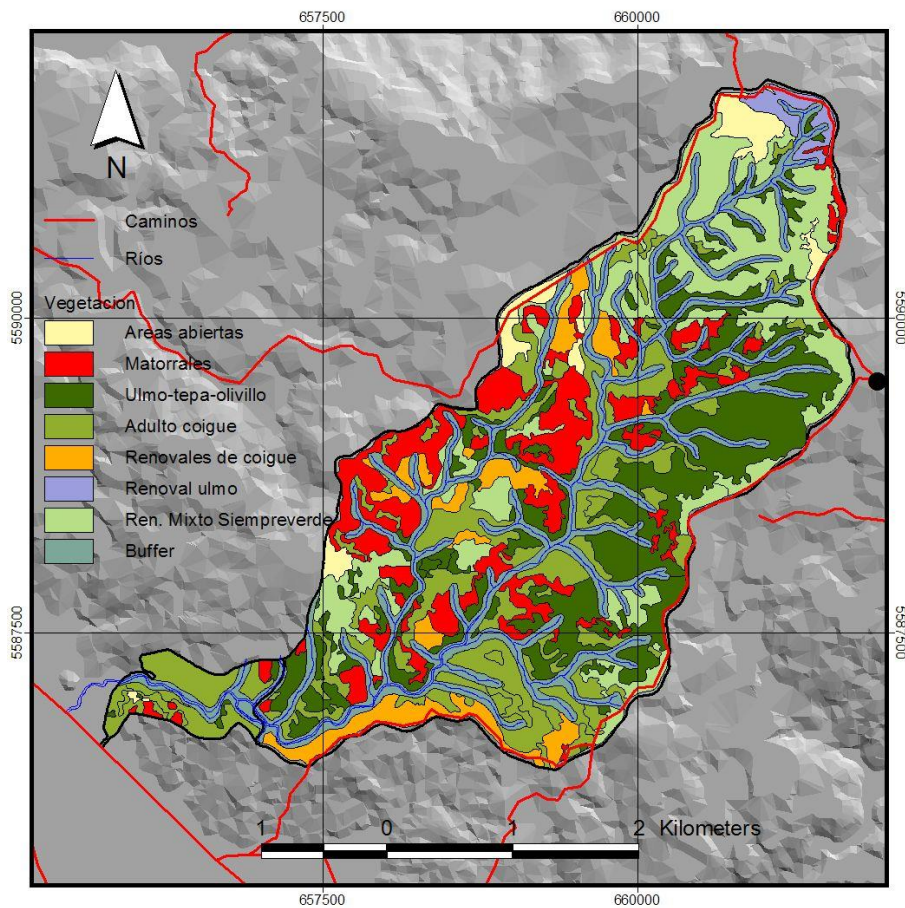 657500 660000
N
Caminos
Ríos
Vegetacion
Areas abiertas
Matorrales
Ulmo-tepa-olivillo
Adulto coigue
Renovales de coigue
Renoval ulmo
Ren. Mixto Siempreverde
Buffer
5590000 5590000
5587500 5587500
1 0 1 2 Kilometers
657500 660000